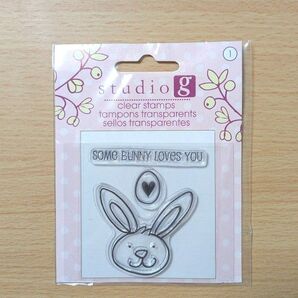 1
studio g
clear stamps
tampons transparents
sellos transparentes
SOME BUNNY LOVES YOU